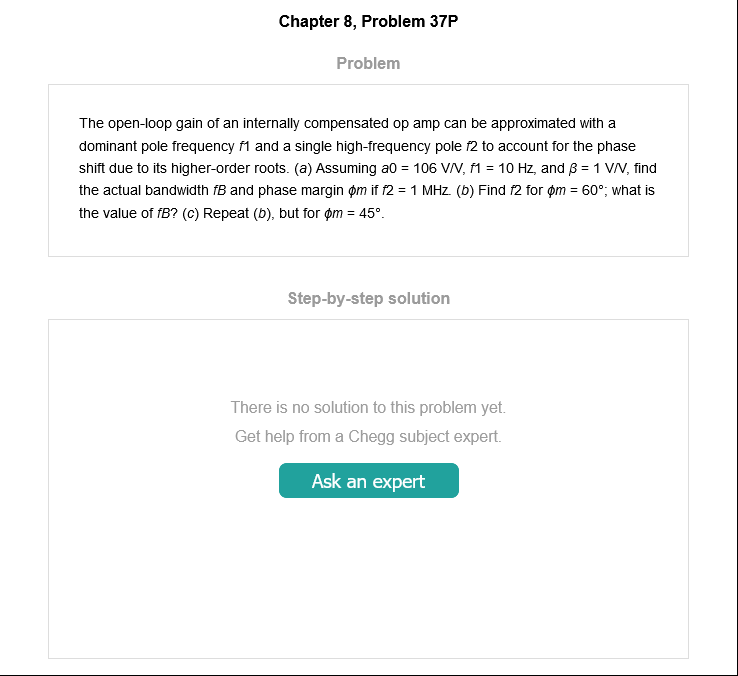 Chapter 8, Problem 37P
Problem
The open-loop gain of an internally compensated op amp can be approximated with a
dominant pole frequency f1 and a single high-frequency pole f2 to account for the phase
shift due to its higher-order roots. (a) Assuming a0 = 106 V/V, f1 = 10 Hz, and β = 1 V/V, find
the actual bandwidth fB and phase margin ϕm if f2 = 1 MHz. (b) Find f2 for ϕm = 60°; what is
the value of fB? (c) Repeat (b), but for ϕm = 45°.
Step-by-step solution
There is no solution to this problem yet.
Get help from a Chegg subject expert.
Ask an expert